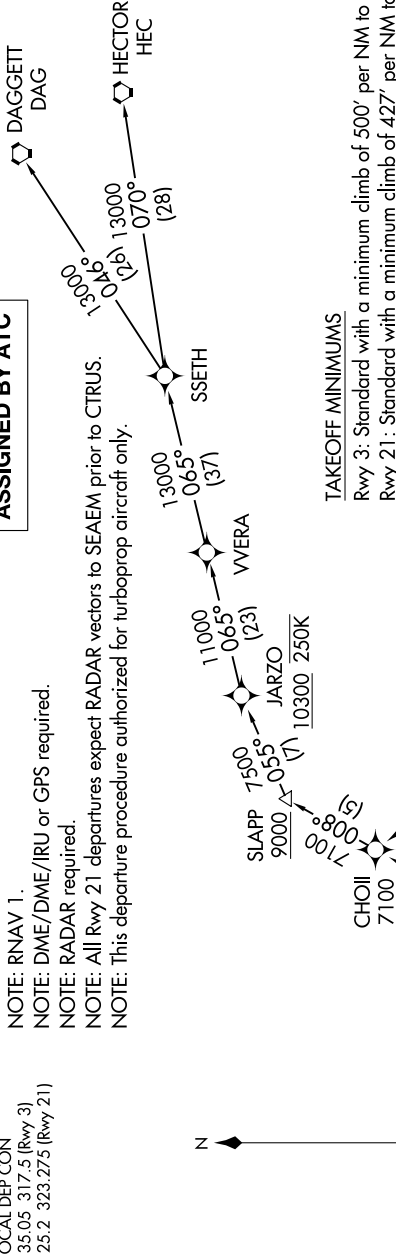 ASSIGNED BY ATC
OCAL DEP CON
35.05 317.5 (Rwy 3)
25.2 323.275 (Rwy 21)
NOTE: RNAV 1.
NOTE: DME/DME/IRU or GPS required.
NOTE: RADAR required.
NOTE: All Rwy 21 departures expect RADAR vectors to SEAEM prior to CTRUS.
NOTE: This departure procedure authorized for turboprop aircraft only.
DAGGETT
DAG
HECTOR
HEC
13000
046°
(26)
13000
070°
(28)
SSETH
13000
065°
(37)
VVERA
11000
065°
(23)
JARZO
10300 250K
7500
055°
(7)
SLAPP
9000
7100
008°
(5)
CHOII
7100
N
TAKEOFF MINIMUMS
Rwy 3: Standard with a minimum climb of 500' per NM to
Rwy 21: Standard with a minimum climb of 427' per NM to